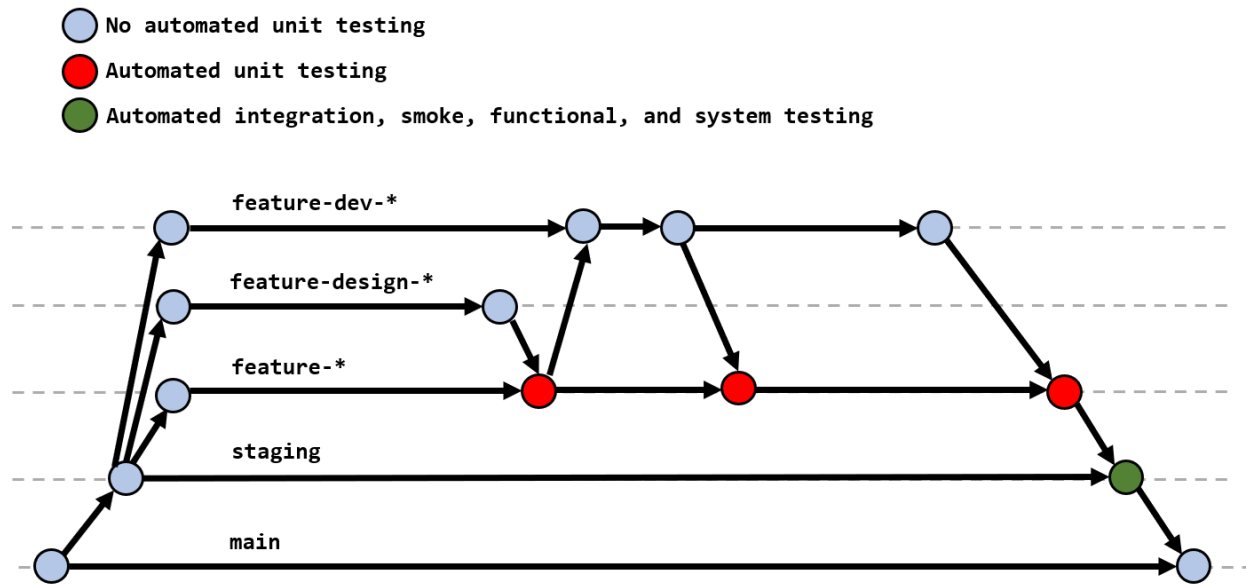 No automated unit testing
Automated unit testing
Automated integration, smoke, functional, and system testing
feature-dev-*
feature-design-*
feature-*
staging
main